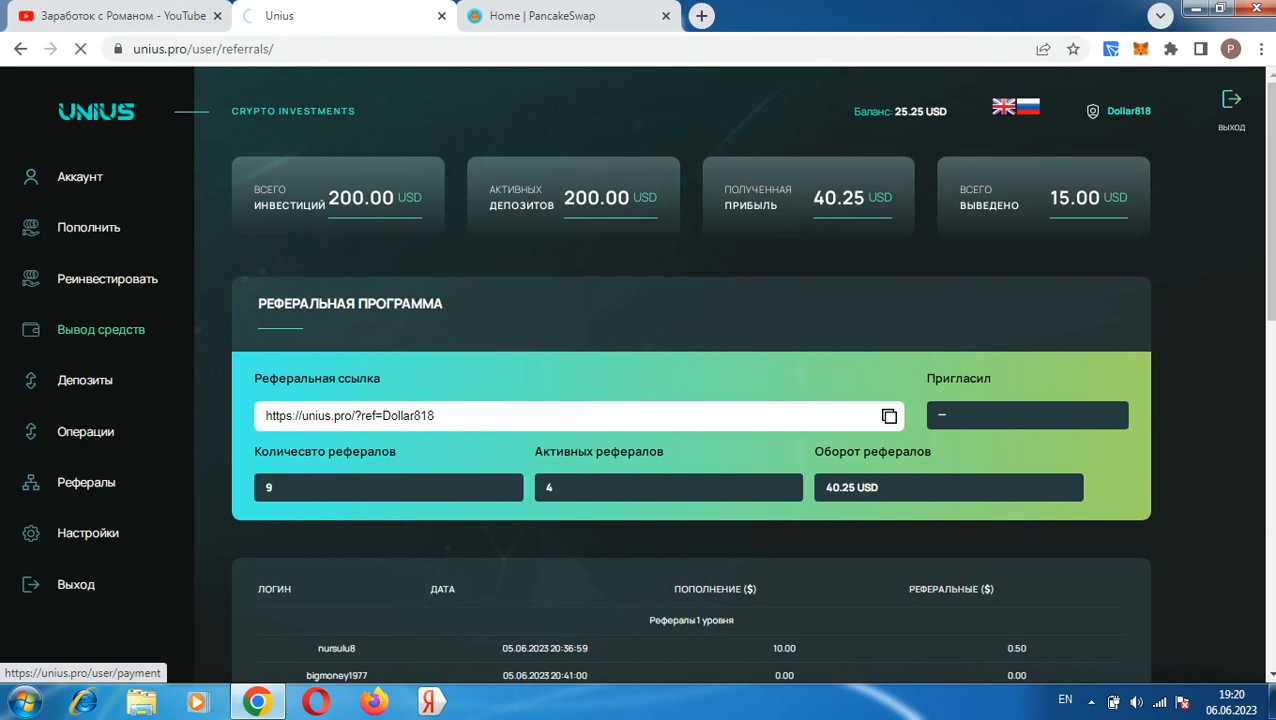 Заработок с Романом - YouTube
Unius
Home | PancakeSwap
unius.pro/user/referrals/
P
UNIUS
CRYPTO INVESTMENTS
Баланс: 25.25 USD
Dollar818
ВЫХОД
Аккаунт
Пополнить
Реинвестировать
Вывод средств
Депозиты
Операции
Рефералы
Настройки
Выход
ВСЕГО ИНВЕСТИЦИЙ 200.00 USD
АКТИВНЫХ ДЕПОЗИТОВ 200.00 USD
ПОЛУЧЕННАЯ ПРИБЫЛЬ 40.25 USD
ВСЕГО ВЫВЕДЕНО 15.00 USD
РЕФЕРАЛЬНАЯ ПРОГРАММА
Реферальная ссылка
Пригласил
https://unius.pro/?ref=Dollar818
—
Количесвто рефералов
Активных рефералов
Оборот рефералов
9
4
40.25 USD
ЛОГИН ДАТА ПОПОЛНЕНИЕ ($) РЕФЕРАЛЬНЫЕ ($)
Рефералы 1 уровня
nursulu8 05.06.2023 20:36:59 10.00 0.50
bigmoney1977 05.06.2023 20:41:00 0.00 0.00
https://unius.pro/user/payment
EN
19:20
06.06.2023